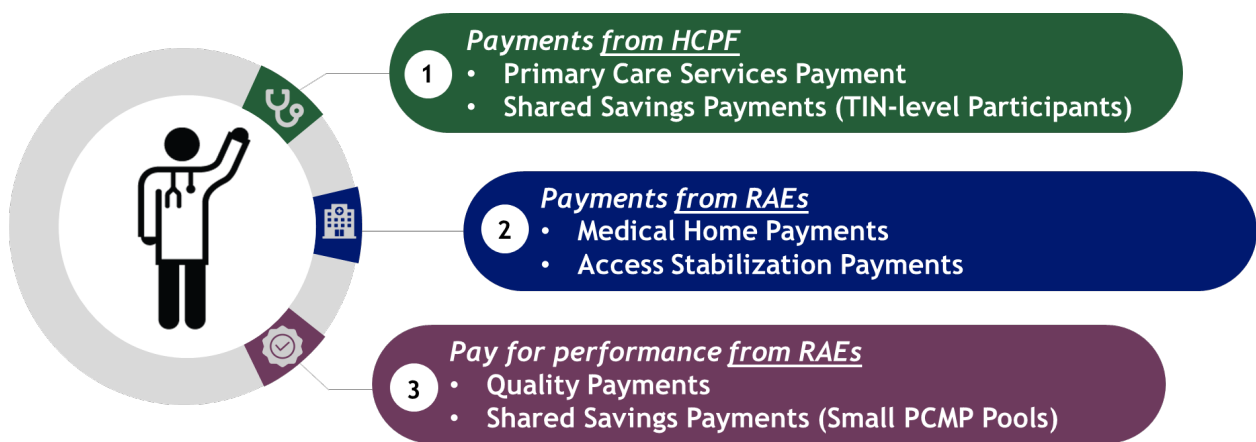 1
Payments from HCPF
• Primary Care Services Payment
• Shared Savings Payments (TIN-level Participants)
2
Payments from RAEs
• Medical Home Payments
• Access Stabilization Payments
3
Pay for performance from RAEs
• Quality Payments
• Shared Savings Payments (Small PCMP Pools)